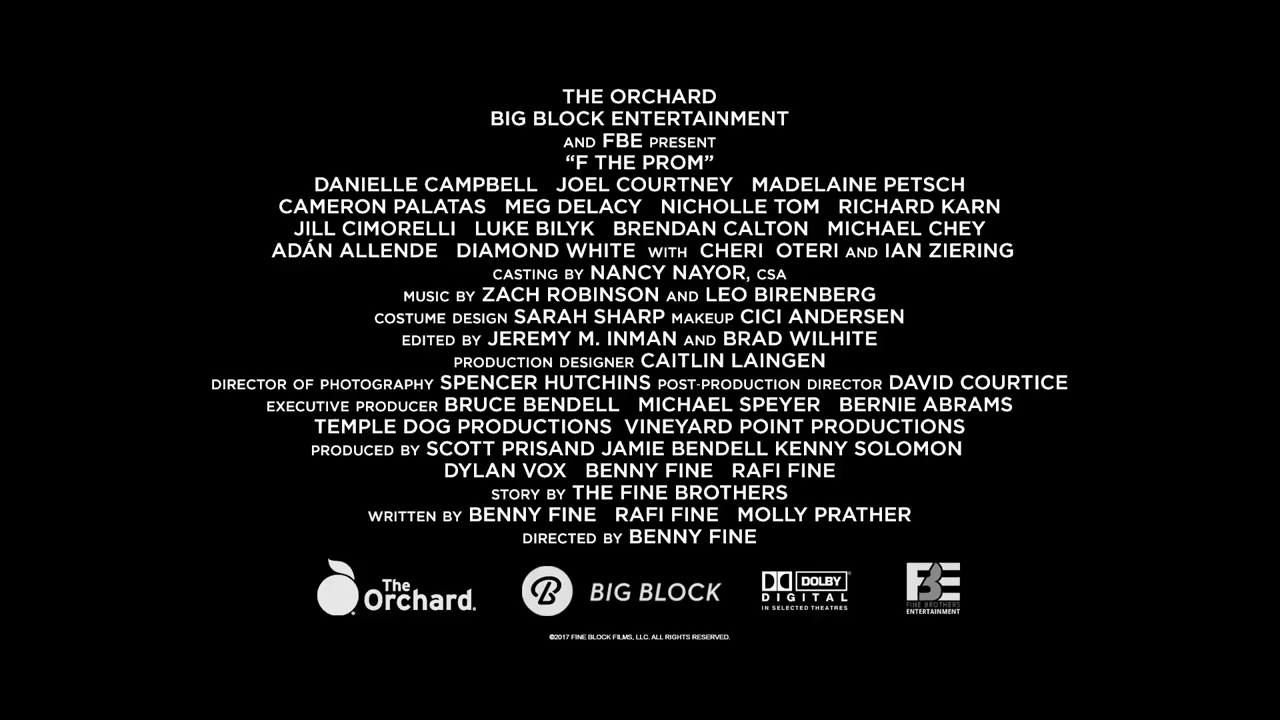 THE ORCHARD
BIG BLOCK ENTERTAINMENT
AND FBE PRESENT
“F THE PROM”
DANIELLE CAMPBELL JOEL COURTNEY MADELAINE PETSCH
CAMERON PALATAS MEG DELACY NICHOLLE TOM RICHARD KARN
JILL CIMORELLI LUKE BILYK BRENDAN CALTON MICHAEL CHEY
ADÁN ALLENDE DIAMOND WHITE WITH CHERI OTERI AND IAN ZIERING
CASTING BY NANCY NAYOR, CSA
MUSIC BY ZACH ROBINSON AND LEO BIRENBERG
COSTUME DESIGN SARAH SHARP MAKEUP CICI ANDERSEN
EDITED BY JEREMY M. INMAN AND BRAD WILHITE
PRODUCTION DESIGNER CAITLIN LAINGEN
DIRECTOR OF PHOTOGRAPHY SPENCER HUTCHINS POST-PRODUCTION DIRECTOR DAVID COURTICE
EXECUTIVE PRODUCER BRUCE BENDELL MICHAEL SPEYER BERNIE ABRAMS
TEMPLE DOG PRODUCTIONS VINEYARD POINT PRODUCTIONS
PRODUCED BY SCOTT PRISAND JAMIE BENDELL KENNY SOLOMON
DYLAN VOX BENNY FINE RAFI FINE
STORY BY THE FINE BROTHERS
WRITTEN BY BENNY FINE RAFI FINE MOLLY PRATHER
DIRECTED BY BENNY FINE
The
Orchard.
B BIG BLOCK
DOLBY
DIGITAL
IN SELECTED THEATRES
FBE
FINE BROTHERS
ENTERTAINMENT
©2017 FINE BLOCK FILMS, LLC. ALL RIGHTS RESERVED.